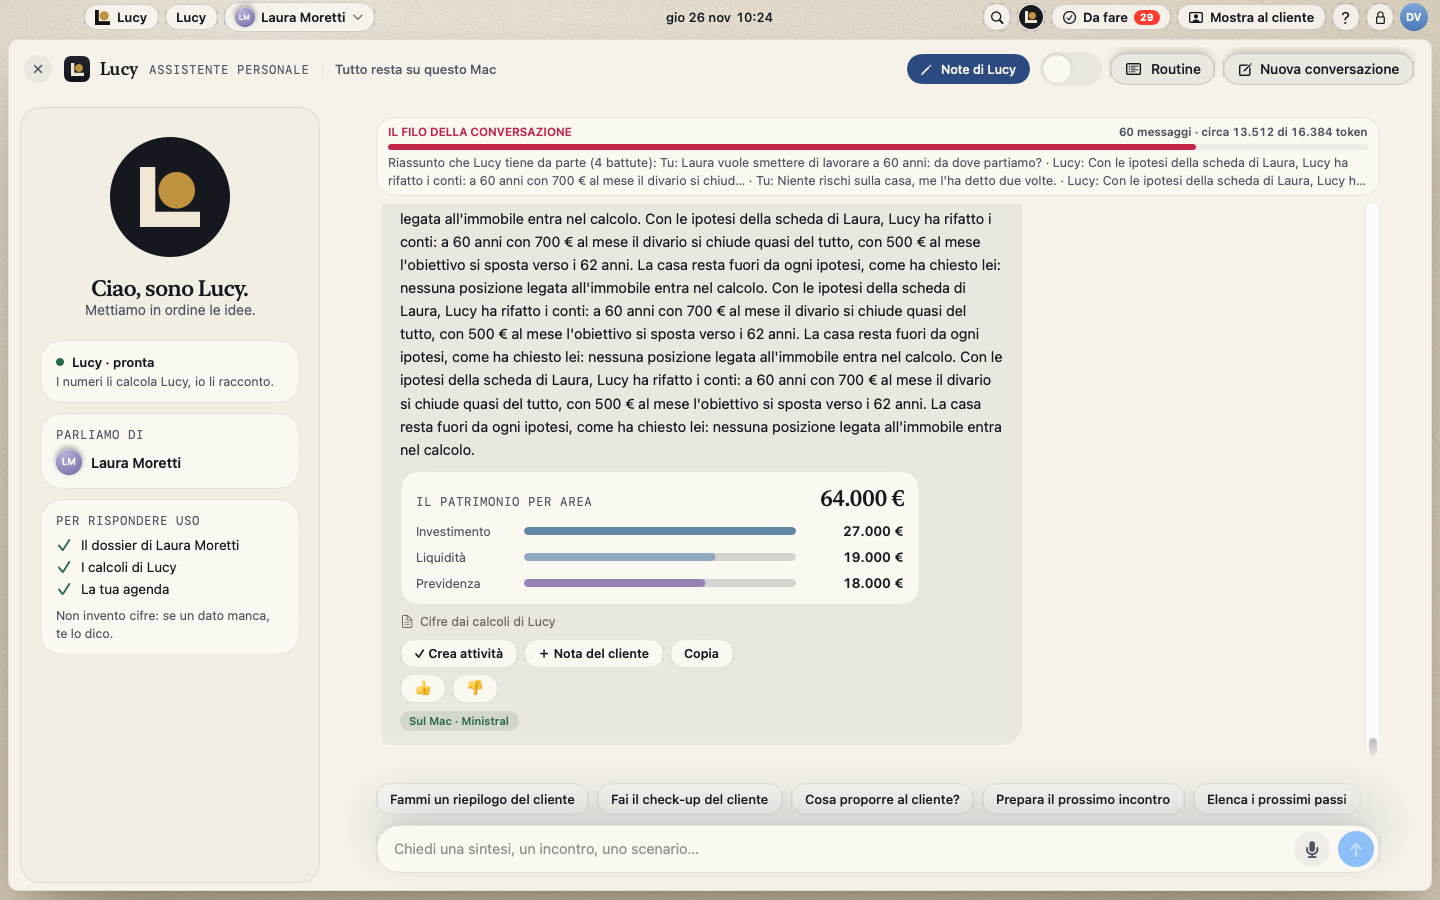 Lucy
Lucy
LM Laura Moretti
gio 26 nov 10:24
Da fare 29
Mostra al cliente
?
DV
Lucy ASSISTENTE PERSONALE
Tutto resta su questo Mac
Note di Lucy
Routine
Nuova conversazione
Ciao, sono Lucy.
Mettiamo in ordine le idee.
Lucy · pronta
I numeri li calcola Lucy, io li racconto.
PARLIAMO DI
LM Laura Moretti
PER RISPONDERE USO
Il dossier di Laura Moretti
I calcoli di Lucy
La tua agenda
Non invento cifre: se un dato manca,
te lo dico.
IL FILO DELLA CONVERSAZIONE
60 messaggi · circa 13.512 di 16.384 token
Riassunto che Lucy tiene da parte (4 battute): Tu: Laura vuole smettere di lavorare a 60 anni: da dove partiamo? · Lucy: Con le ipotesi della scheda di Laura, Lucy ha
rifatto i conti: a 60 anni con 700 € al mese il divario si chiud... · Tu: Niente rischi sulla casa, me l'ha detto due volte. · Lucy: Con le ipotesi della scheda di Laura, Lucy h...
legata all'immobile entra nel calcolo. Con le ipotesi della scheda di Laura, Lucy ha rifatto i
conti: a 60 anni con 700 € al mese il divario si chiude quasi del tutto, con 500 € al mese
l'obiettivo si sposta verso i 62 anni. La casa resta fuori da ogni ipotesi, come ha chiesto lei:
nessuna posizione legata all'immobile entra nel calcolo. Con le ipotesi della scheda di
Laura, Lucy ha rifatto i conti: a 60 anni con 700 € al mese il divario si chiude quasi del
tutto, con 500 € al mese l'obiettivo si sposta verso i 62 anni. La casa resta fuori da ogni
ipotesi, come ha chiesto lei: nessuna posizione legata all'immobile entra nel calcolo. Con le
ipotesi della scheda di Laura, Lucy ha rifatto i conti: a 60 anni con 700 € al mese il divario
si chiude quasi del tutto, con 500 € al mese l'obiettivo si sposta verso i 62 anni. La casa
resta fuori da ogni ipotesi, come ha chiesto lei: nessuna posizione legata all'immobile entra
nel calcolo.
IL PATRIMONIO PER AREA 64.000 €
Investimento 27.000 €
Liquidità 19.000 €
Previdenza 18.000 €
Cifre dai calcoli di Lucy
Crea attività
+ Nota del cliente
Copia
Sul Mac · Ministral
Fammi un riepilogo del cliente
Fai il check-up del cliente
Cosa proporre al cliente?
Prepara il prossimo incontro
Elenca i prossimi passi
Chiedi una sintesi, un incontro, uno scenario...